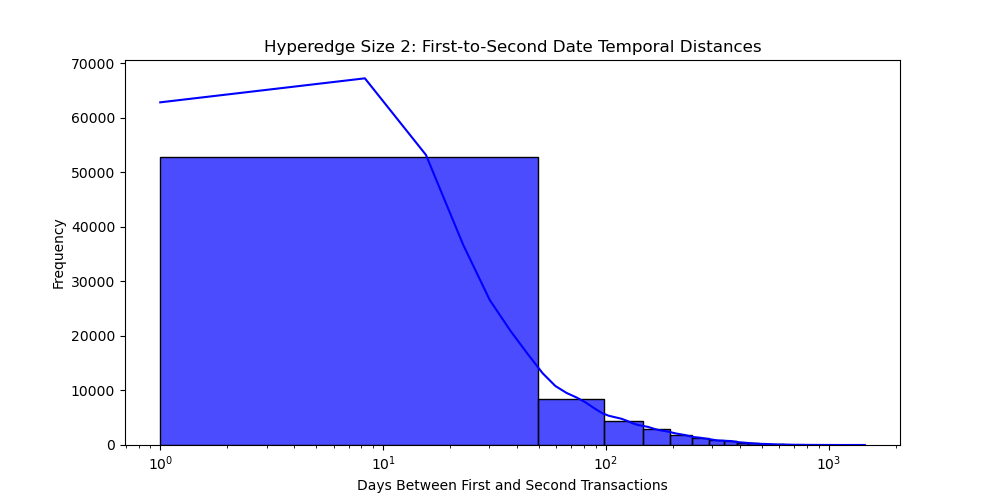 Hyperedge Size 2: First-to-Second Date Temporal Distances
70000
60000
50000
40000
30000
20000
10000
0
Frequency
10⁰ 10¹ 10² 10³
Days Between First and Second Transactions